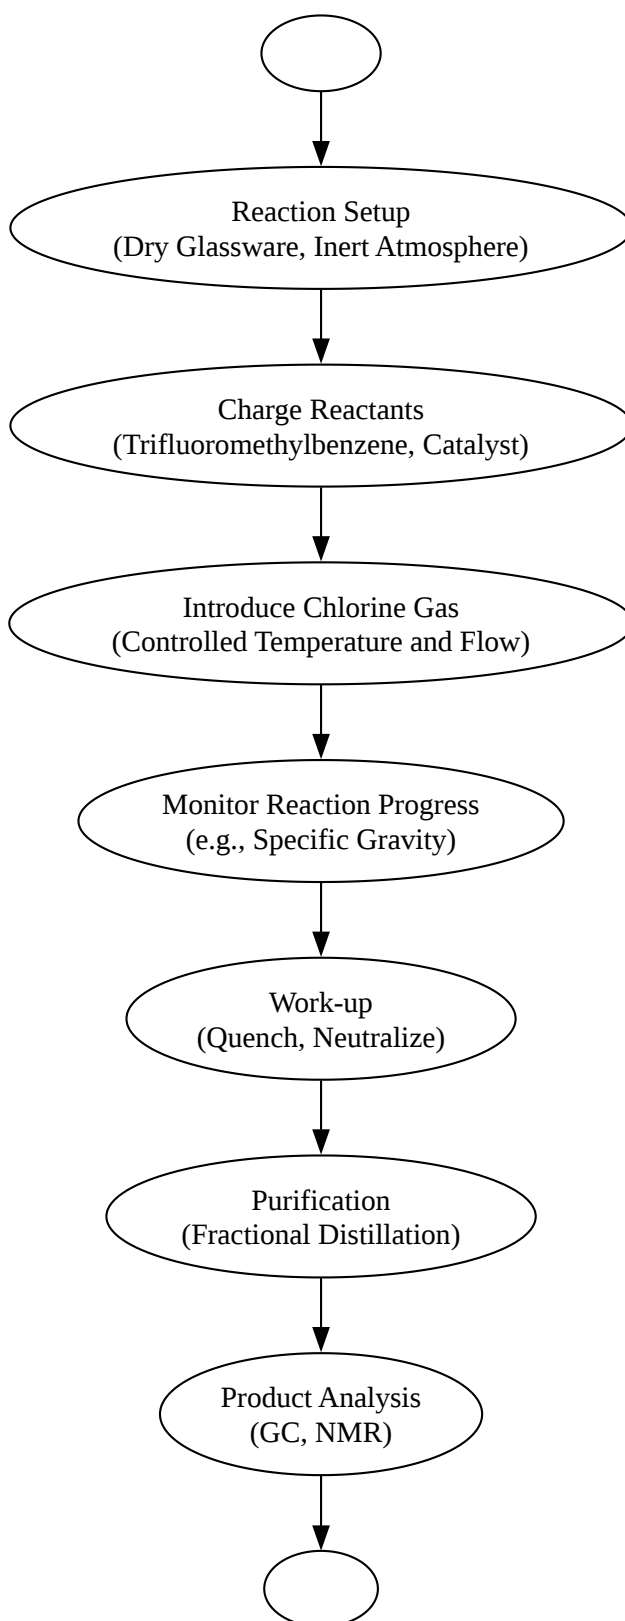 Reaction Setup
(Dry Glassware, Inert Atmosphere)
Charge Reactants
(Trifluoromethylbenzene, Catalyst)
Introduce Chlorine Gas
(Controlled Temperature and Flow)
Monitor Reaction Progress
(e.g., Specific Gravity)
Work-up
(Quench, Neutralize)
Purification
(Fractional Distillation)
Product Analysis
(GC, NMR)